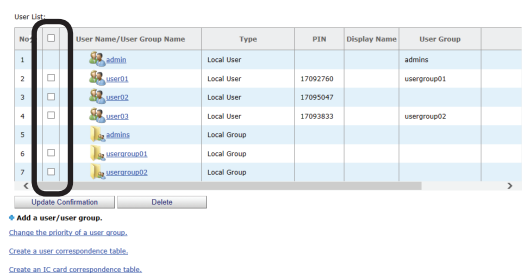 User List:
No. User Name/User Group Name Type PIN Display Name User Group
1 admin Local User admins
2 user01 Local User 17092760 usergroup01
3 user02 Local User 17095047
4 user03 Local User 17093833 usergroup02
5 admins Local Group
6 usergroup01 Local Group
7 usergroup02 Local Group
Update Confirmation Delete
Add a user/user group.
Change the priority of a user group.
Create a user correspondence table.
Create an IC card correspondence table.